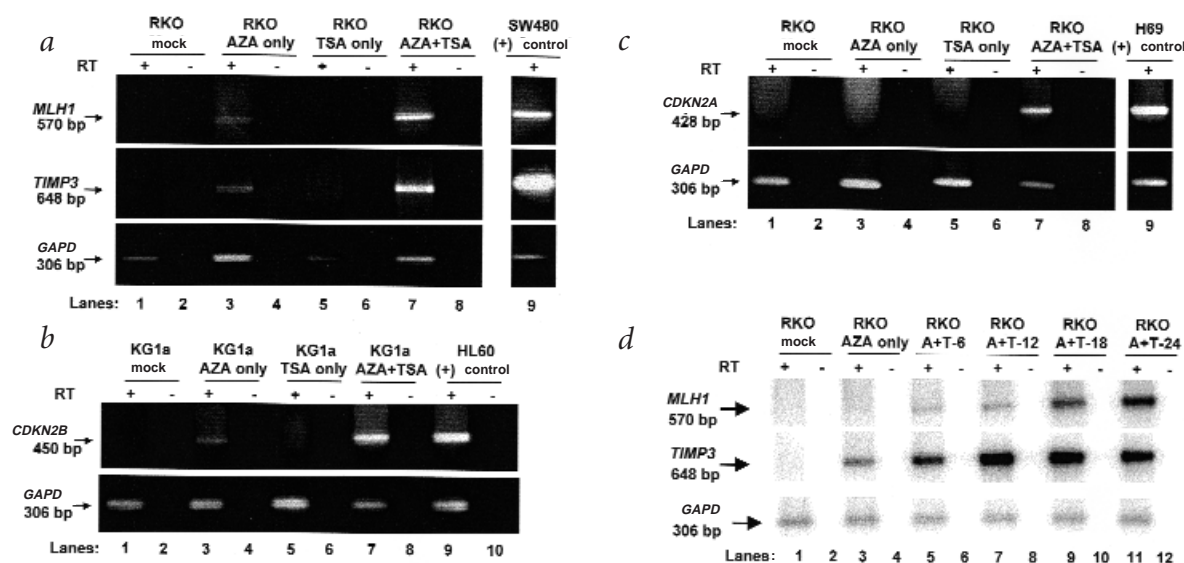 a
RKO mock RKO AZA only RKO TSA only RKO AZA+TSA SW480 (+) control
RT + - + - + - + - +
MLH1 570 bp
TIMP3 648 bp
GAPD 306 bp
Lanes: 1 2 3 4 5 6 7 8 9
b
KG1a mock KG1a AZA only KG1a TSA only KG1a AZA+TSA HL60 (+) control
RT + - + - + - + - + -
CDKN2B 450 bp
GAPD 306 bp
Lanes: 1 2 3 4 5 6 7 8 9 10
c
RKO mock RKO AZA only RKO TSA only RKO AZA+TSA H69 (+) control
RT + - + - + - + - +
CDKN2A 428 bp
GAPD 306 bp
Lanes: 1 2 3 4 5 6 7 8 9
d
RKO mock RKO AZA only RKO A+T-6 RKO A+T-12 RKO A+T-18 RKO A+T-24
RT + - + - + - + - + - + -
MLH1 570 bp
TIMP3 648 bp
GAPD 306 bp
Lanes: 1 2 3 4 5 6 7 8 9 10 11 12